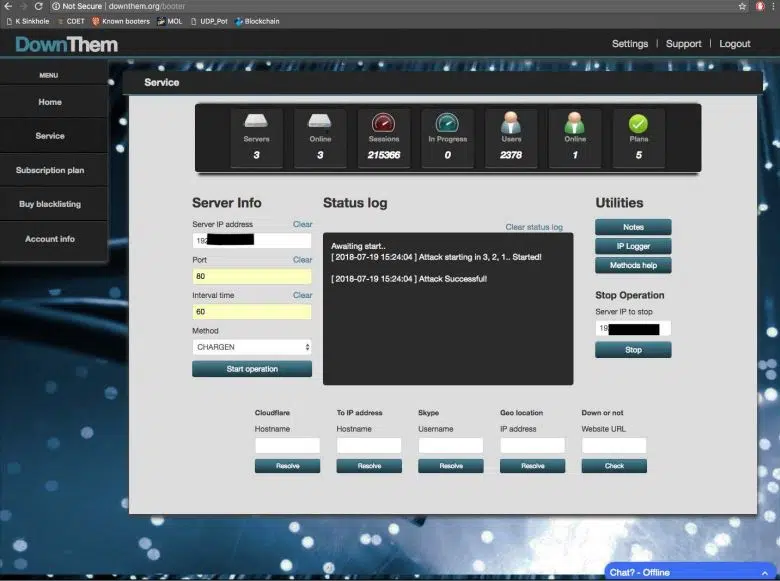 Not Secure | downthem.org/booter
K Sinkhole CDET Known booters MOL UDP_Pot Blockchain
DownThem
Settings | Support | Logout
MENU
Home
Service
Subscription plan
Buy blacklisting
Account info
Service
Servers
3
Online
3
Sessions
215366
In Progress
0
Users
2378
Online
1
Plans
5
Server Info
Server IP address Clear
192
Port Clear
80
Interval time Clear
60
Method
CHARGEN
Start operation
Status log
Clear status log
Awaiting start..
[ 2018-07-19 15:24:04 ] Attack starting in 3, 2, 1.. Started!
[ 2018-07-19 15:24:04 ] Attack Successful!
Utilities
Notes
IP Logger
Methods help
Stop Operation
Server IP to stop
19
Stop
Cloudflare
Hostname
Resolve
To IP address
Hostname
Resolve
Skype
Username
Resolve
Geo location
IP address
Resolve
Down or not
Website URL
Check
Chat? - Offline